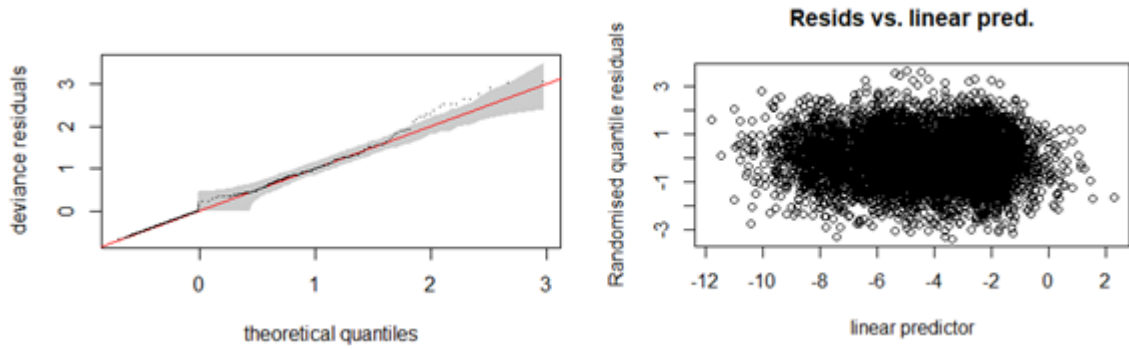 deviance residuals
3
2
1
0
0 1 2 3
theoretical quantiles
Resids vs. linear pred.
Randomised quantile residuals
3
1
-1
-3
-12 -10 -8 -6 -4 -2 0 2
linear predictor